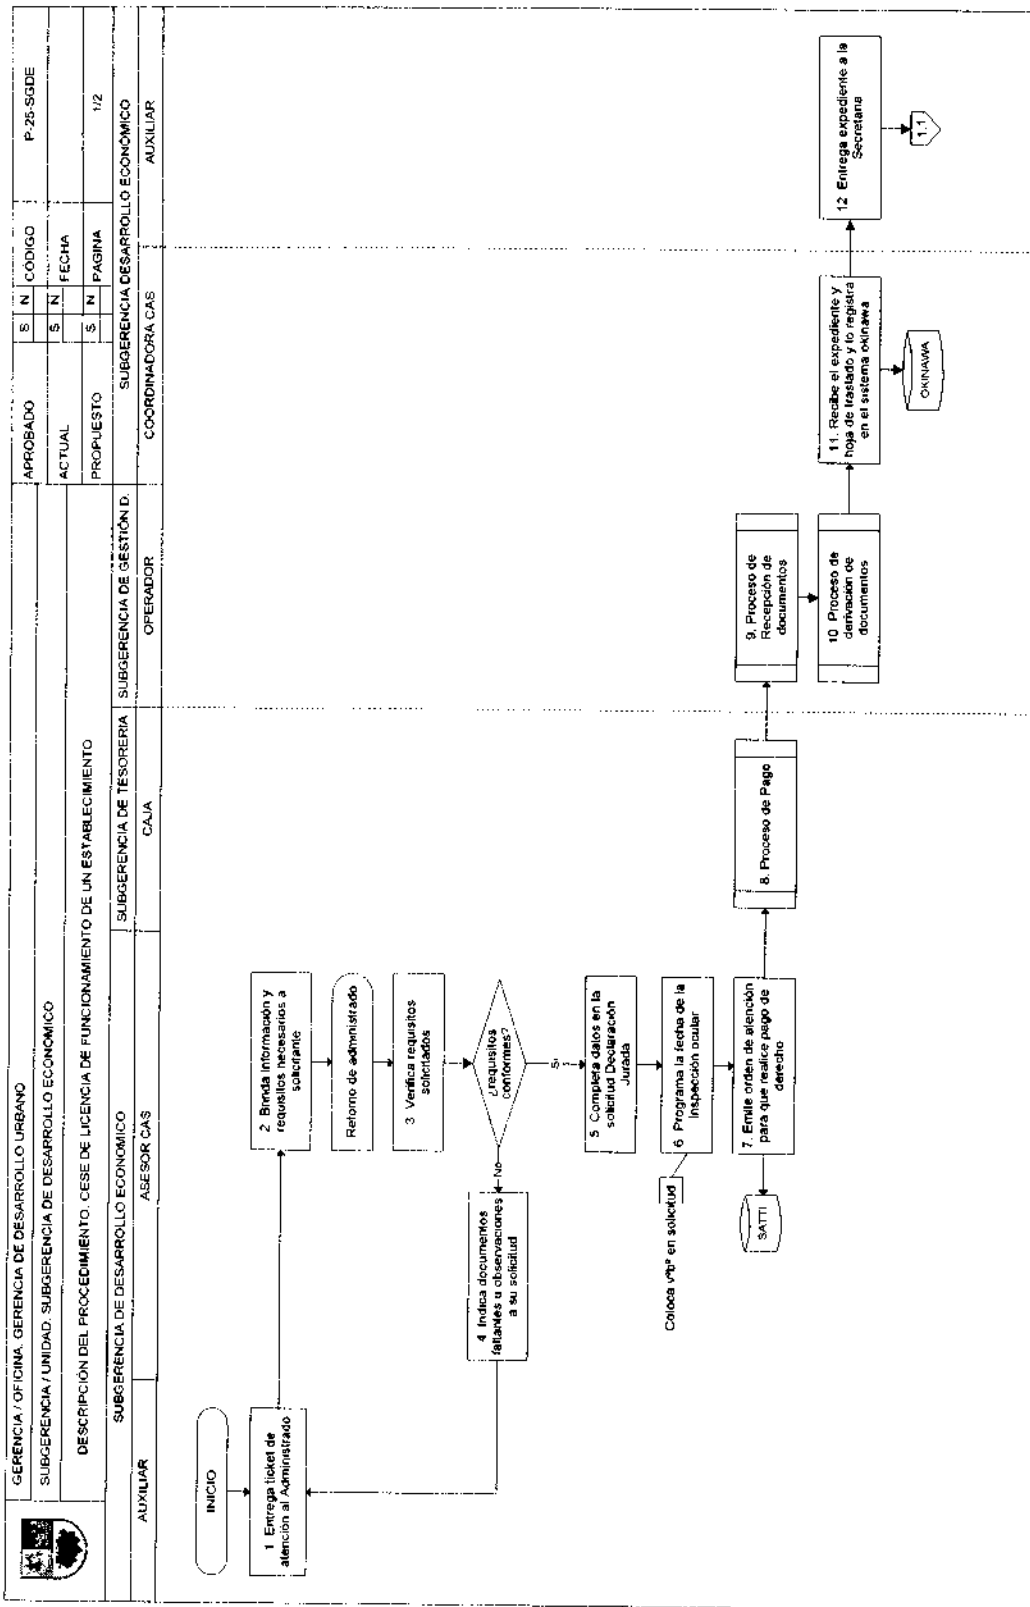 GERENCIA / OFICINA. GERENCIA DE DESARROLLO URBANO
APROBADO
S
N
CÓDIGO
P-25-SGDE
SUBGERENCIA / UNIDAD. SUBGERENCIA DE DESARROLLO ECONOMICO
ACTUAL
S
N
FECHA
DESCRIPCIÓN DEL PROCEDIMIENTO. CESE DE LICENCIA DE FUNCIONAMIENTO DE UN ESTABLECIMIENTO
PROPUESTO
S
N
PAGINA
1/2
SUBGERENCIA DE DESARROLLO ECONOMICO
SUBGERENCIA DE TESORERIA
SUBGERENCIA DE GESTIÓN D.
SUBGERENCIA DESARROLLO ECONÓMICO
AUXILIAR
ASESOR CAS
CAJA
OPERADOR
COORDINADORA CAS
AUXILIAR
INICIO
1 Entrega ticket de
atención al Administrado
2 Brinda información y
requisitos necesarios a
solicitante
Retorno de administrado
3 Verifica requisitos
solicitados
¿requisitos
conformes?
No
Si
4 Indica documentos
faltantes u observaciones
a su solicitud
5 Completa datos en la
solicitud Declaración
Jurada
Coloca vºbº en solicitud
6 Programa la fecha de la
Inspección ocular
7. Emite orden de atención
para que realice pago de
derecho
SATTI
8. Proceso de Pago
9. Proceso de
Recepción de
documentos
10 Proceso de
derivación de
documentos
11. Recibe el expediente y
hoja de traslado y lo registra
en el sistema okinawa
OKINAWA
12 Entrega expediente a la
Secretaria
1.1